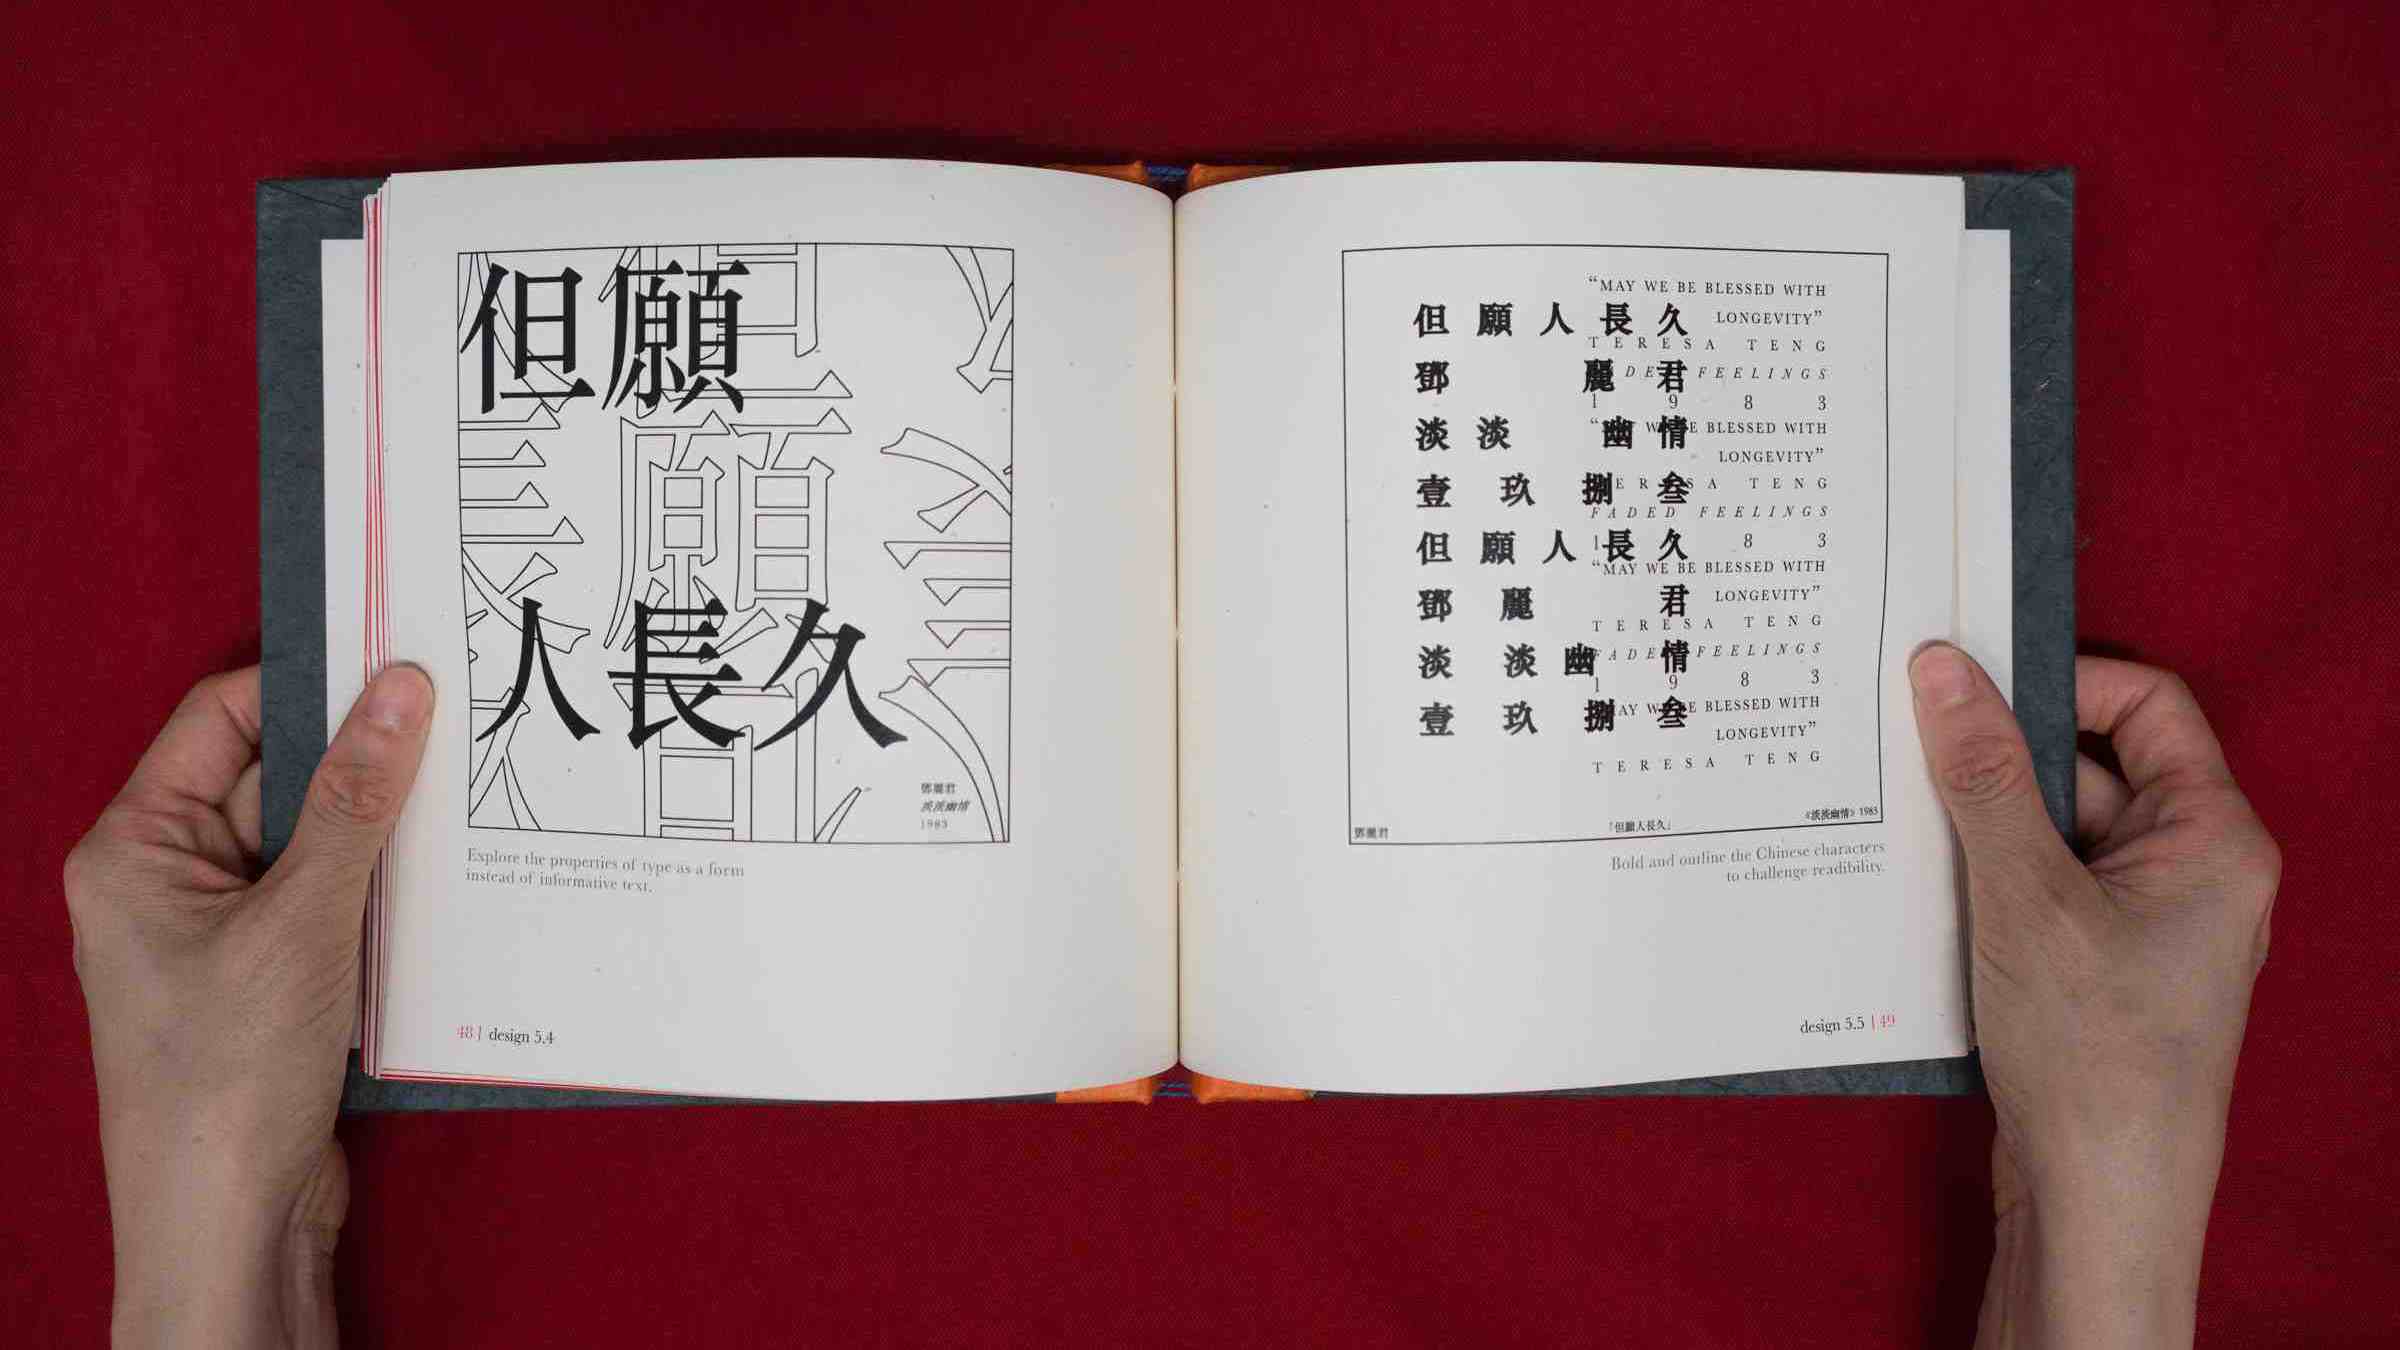 但願
人長久
鄧麗君
淡淡幽情
1983
Explore the properties of type as a form
instead of informative text.
48 | design 5.4
“MAY WE BE BLESSED WITH
但願人長久
LONGEVITY”
TERESA TENG
鄧麗君
FEELINGS
1983
淡淡幽情
BE BLESSED WITH
LONGEVITY”
壹玖捌叁
TENG
FADED FEELINGS
但願人長久
1 8 3
“MAY WE BE BLESSED WITH
鄧麗君
LONGEVITY”
TERESA TENG
淡淡幽情
FADED FEELINGS
1983
壹玖捌叁
MAY WE BE BLESSED WITH
LONGEVITY”
TERESA TENG
鄧麗君
「但願人長久」
《淡淡幽情》1983
Bold and outline the Chinese characters
to challenge readibility.
design 5.5 | 49